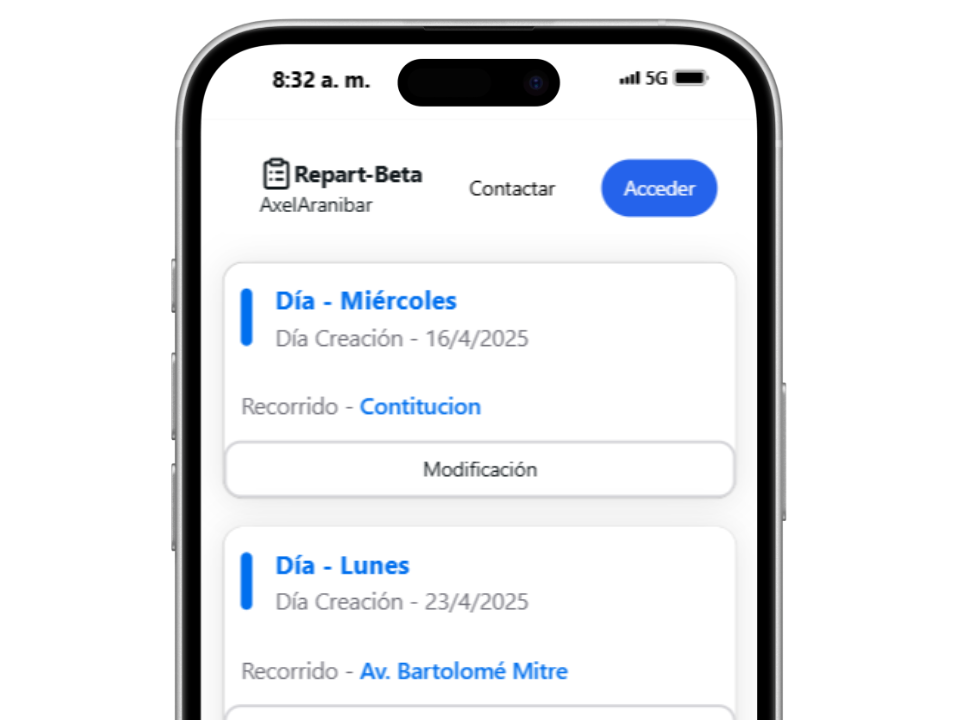 8:32 a. m.
5G
Repart-Beta
AxelAranibar
Contactar
Acceder
Día - Miércoles
Día Creación - 16/4/2025
Recorrido - Contitucion
Modificación
Día - Lunes
Día Creación - 23/4/2025
Recorrido - Av. Bartolomé Mitre